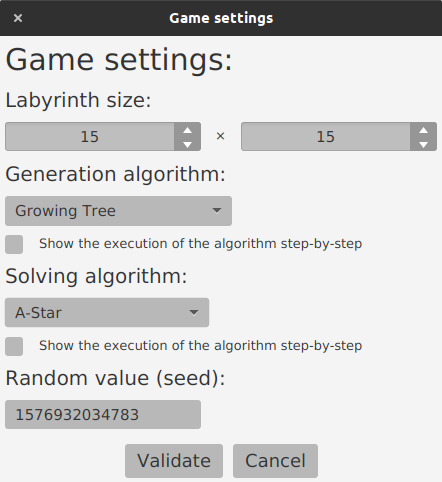 Game settings
Game settings:
Labyrinth size:
15 × 15
Generation algorithm:
Growing Tree
Show the execution of the algorithm step-by-step
Solving algorithm:
A-Star
Show the execution of the algorithm step-by-step
Random value (seed):
1576932034783
Validate Cancel